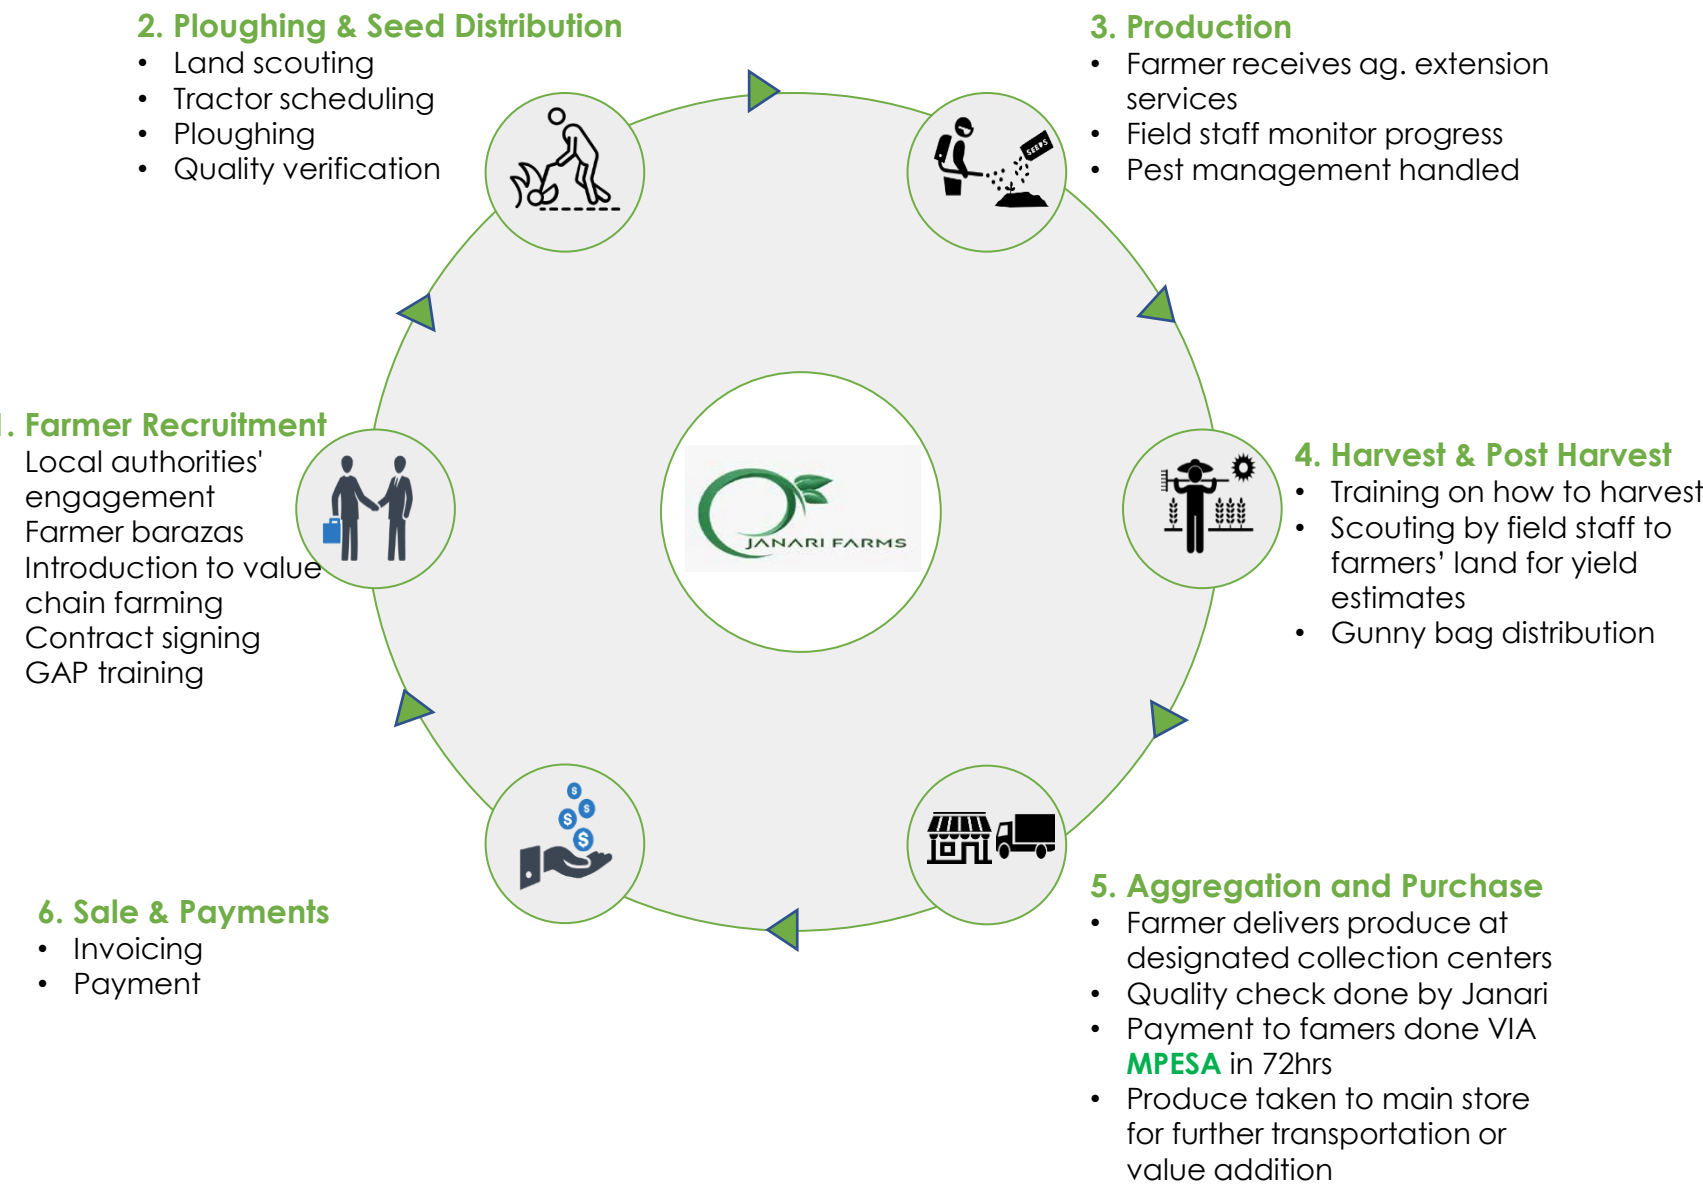 2. Ploughing & Seed Distribution
• Land scouting
• Tractor scheduling
• Ploughing
• Quality verification
3. Production
• Farmer receives ag. extension
services
• Field staff monitor progress
• Pest management handled
SEEDS
1. Farmer Recruitment
Local authorities'
engagement
Farmer barazas
Introduction to value
chain farming
Contract signing
GAP training
JANARI FARMS
4. Harvest & Post Harvest
• Training on how to harvest
• Scouting by field staff to
farmers’ land for yield
estimates
• Gunny bag distribution
5. Aggregation and Purchase
• Farmer delivers produce at
designated collection centers
• Quality check done by Janari
• Payment to famers done VIA
MPESA in 72hrs
• Produce taken to main store
for further transportation or
value addition
6. Sale & Payments
• Invoicing
• Payment
$
$
$
$